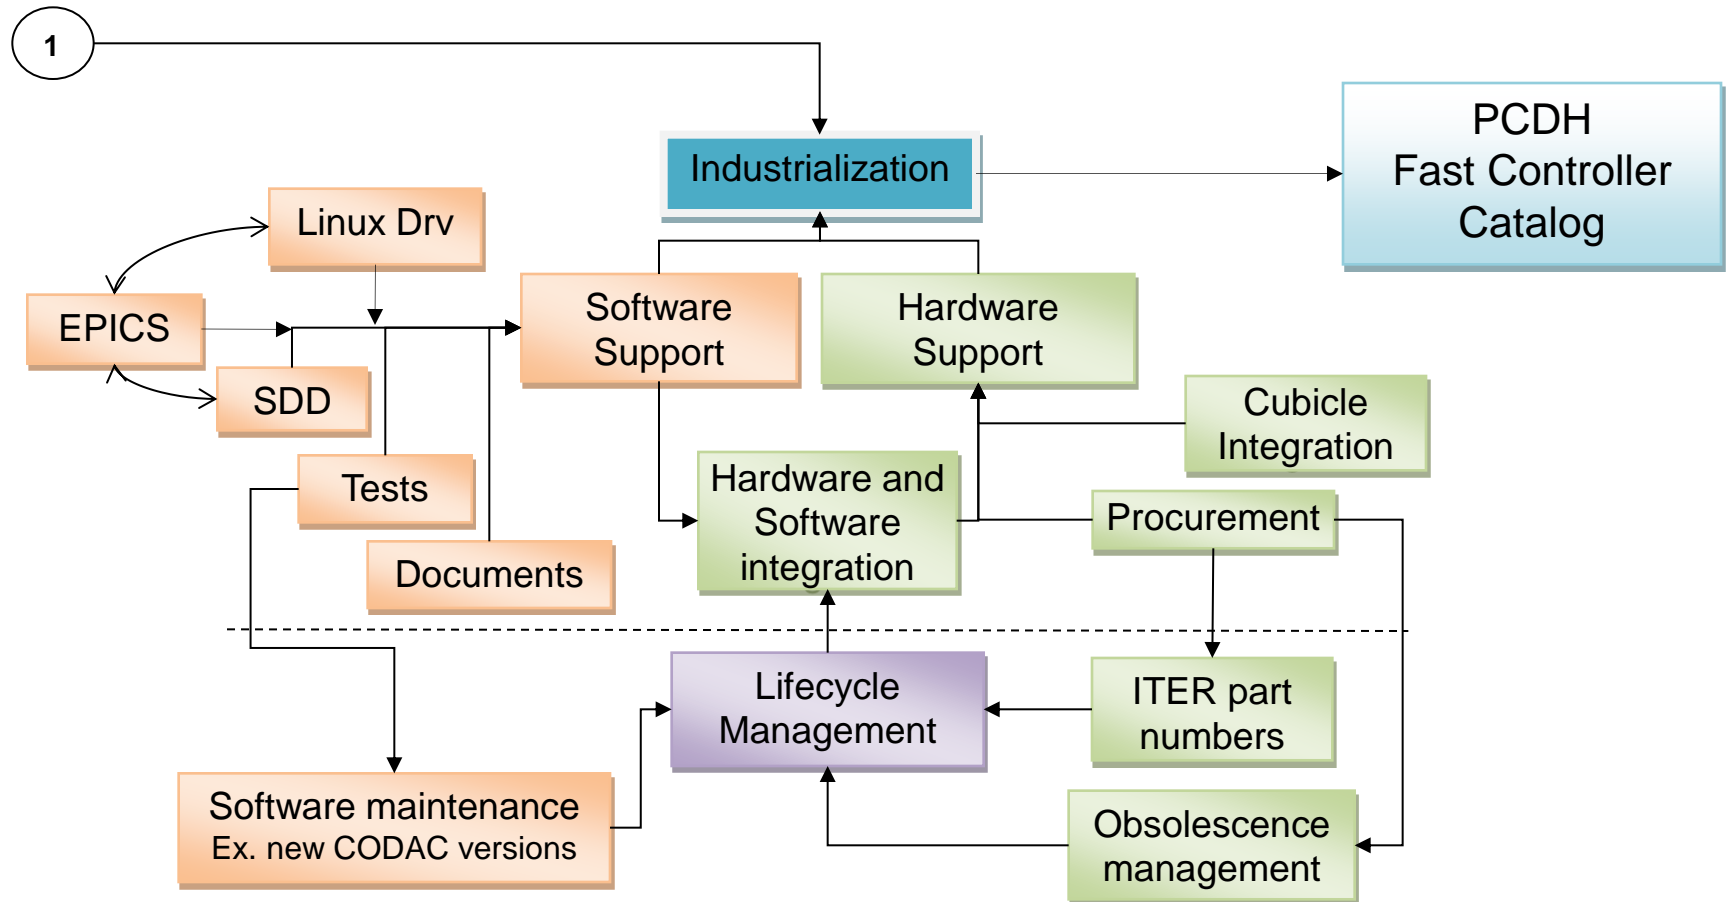 1
Industrialization
PCDH
Fast Controller
Catalog
Linux Drv
EPICS
SDD
Software
Support
Hardware
Support
Cubicle
Integration
Tests
Hardware and
Software
integration
Procurement
Documents
Lifecycle
Management
ITER part
numbers
Software maintenance
Ex. new CODAC versions
Obsolescence
management